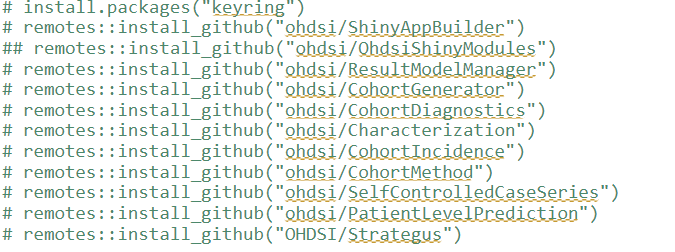 # install.packages("keyring")
# remotes::install_github("ohdsi/ShinyAppBuilder")
## remotes::install_github("ohdsi/OhdsiShinyModules")
# remotes::install_github("ohdsi/ResultModelManager")
# remotes::install_github("ohdsi/CohortGenerator")
# remotes::install_github("ohdsi/CohortDiagnostics")
# remotes::install_github("ohdsi/Characterization")
# remotes::install_github("ohdsi/CohortIncidence")
# remotes::install_github("ohdsi/CohortMethod")
# remotes::install_github("ohdsi/SelfControlledCaseSeries")
# remotes::install_github("ohdsi/PatientLevelPrediction")
# remotes::install_github("OHDSI/Strategus")